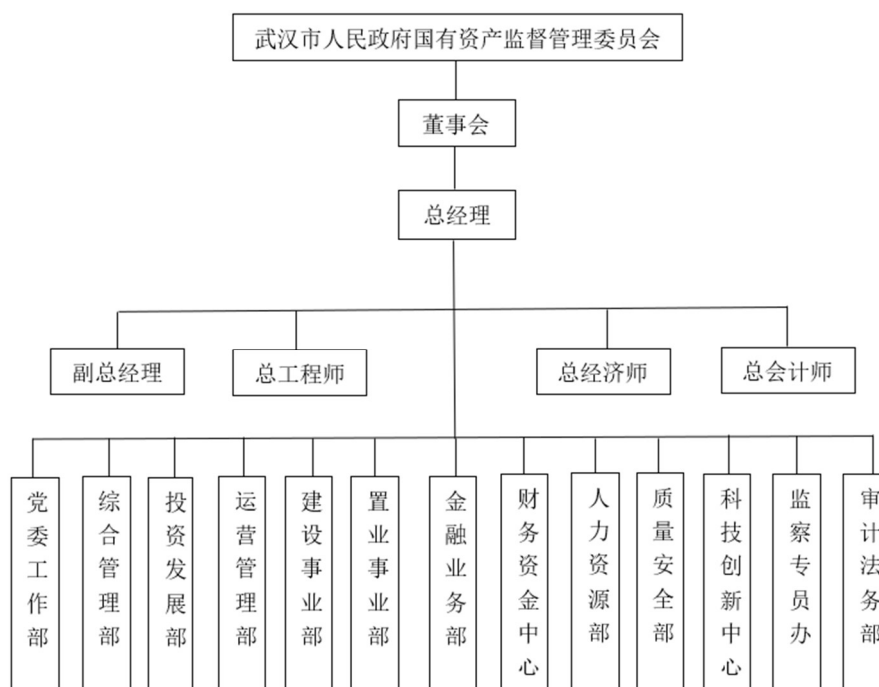 武汉市人民政府国有资产监督管理委员会
董事会
总经理
副总经理
总工程师
总经济师
总会计师
党委工作部
综合管理部
投资发展部
运营管理部
建设事业部
置业事业部
金融业务部
财务资金中心
人力资源部
质量安全部
科技创新中心
监察专员办
审计法务部